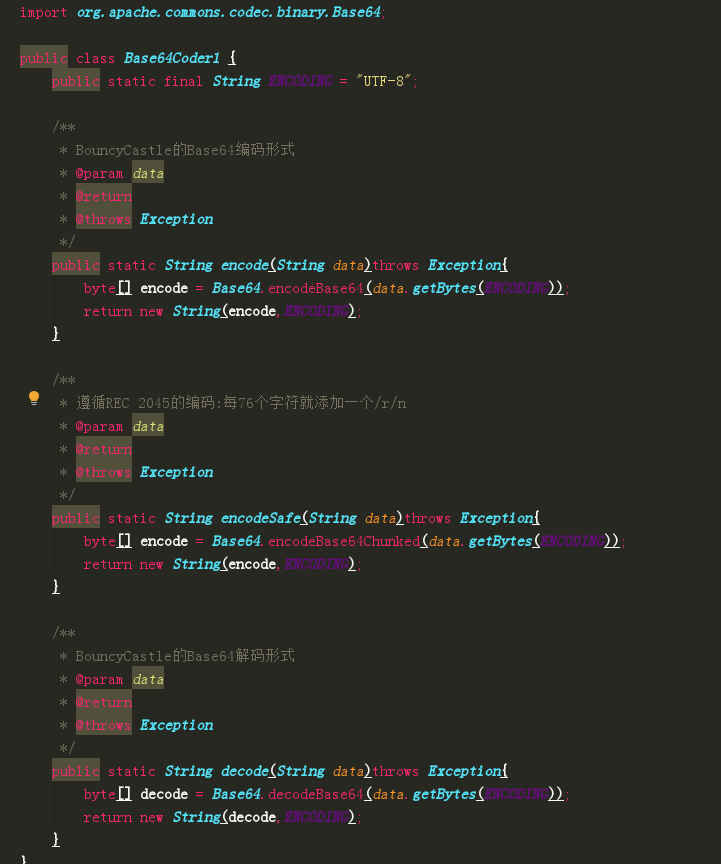 import org.apache.commons.codec.binary.Base64;
public class Base64Coder1 {
    public static final String ENCODING = "UTF-8";
    /**
     * BouncyCastle的Base64编码形式
     * @param data
     * @return
     * @throws Exception
     */
    public static String encode(String data)throws Exception{
        byte[] encode = Base64.encodeBase64(data.getBytes(ENCODING));
        return new String(encode,ENCODING);
    }
    /**
     * 遵循REC 2045的编码:每76个字符就添加一个/r/n
     * @param data
     * @return
     * @throws Exception
     */
    public static String encodeSafe(String data)throws Exception{
        byte[] encode = Base64.encodeBase64Chunked(data.getBytes(ENCODING));
        return new String(encode,ENCODING);
    }
    /**
     * BouncyCastle的Base64解码形式
     * @param data
     * @return
     * @throws Exception
     */
    public static String decode(String data)throws Exception{
        byte[] decode = Base64.decodeBase64(data.getBytes(ENCODING));
        return new String(decode,ENCODING);
    }
}